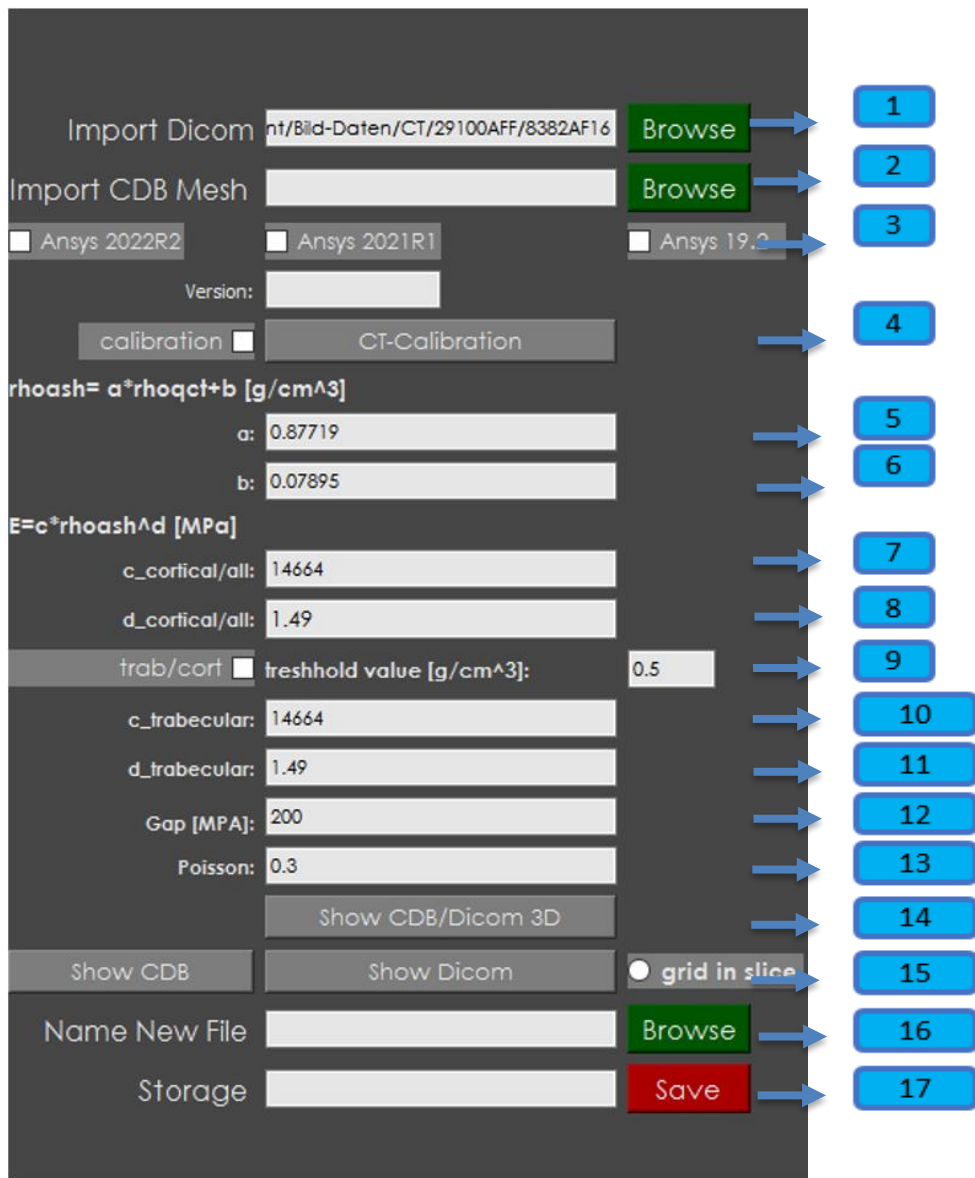 Import Dicom nt/Bild-Daten/CT/29100AFF/8382AF16 Browse 1
Import CDB Mesh Browse 2
Ansys 2022R2 Ansys 2021R1 Ansys 19.2 3
Version:
calibration CT-Calibration 4
rhoash= a*rhoqct+b [g/cm^3]
a: 0.87719 5
b: 0.07895 6
E=c*rhoash^d [MPa]
c_cortical/all: 14664 7
d_cortical/all: 1.49 8
trab/cort treshhold value [g/cm^3]: 0.5 9
c_trabecular: 14664 10
d_trabecular: 1.49 11
Gap [MPA]: 200 12
Poisson: 0.3 13
Show CDB/Dicom 3D 14
Show CDB Show Dicom grid in slice 15
Name New File Browse 16
Storage Save 17